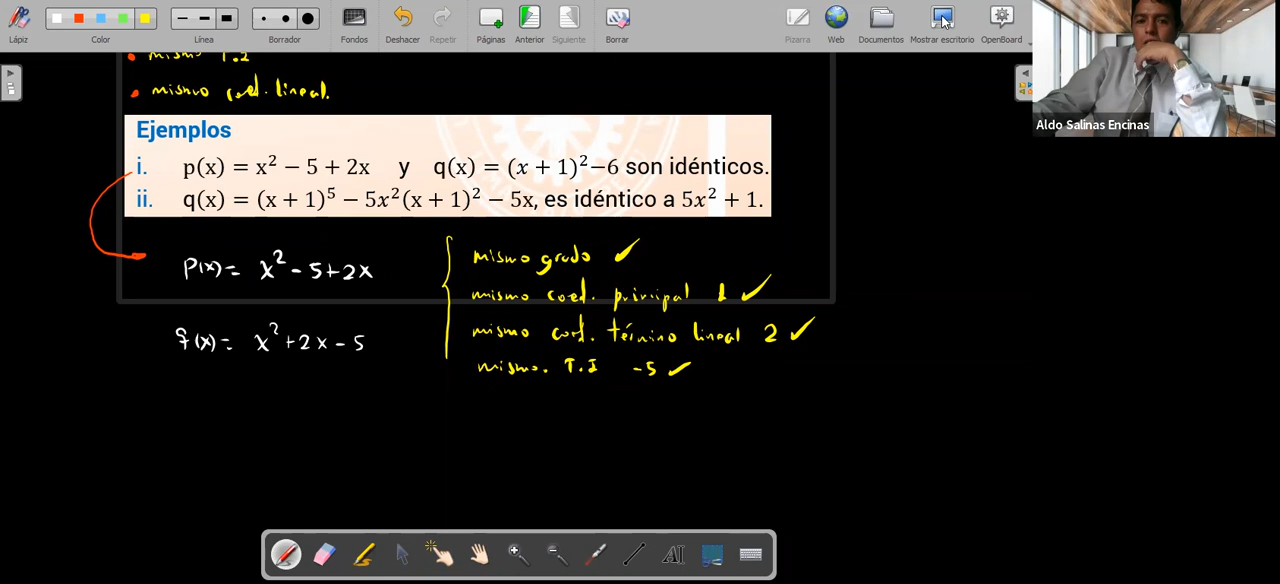 Lápiz Color Línea Borrador Fondos Deshacer Repetir Páginas Anterior Siguiente Borrar Pizarra Web Documentos Mostrar escritorio OpenBoard
Aldo Salinas Encinas
• mismo T.I
• mismo coef. lineal.
Ejemplos
i. p(x) = x² − 5 + 2x y q(x) = (x + 1)²−6 son idénticos.
ii. q(x) = (x + 1)⁵ − 5x²(x + 1)² − 5x, es idéntico a 5x² + 1.
P(x) = x² - 5 + 2x
q(x) = x² + 2x - 5
mismo grado ✓
mismo coef. principal 1 ✓
mismo coef. término lineal 2 ✓
mismo. T.I -5 ✓
AI